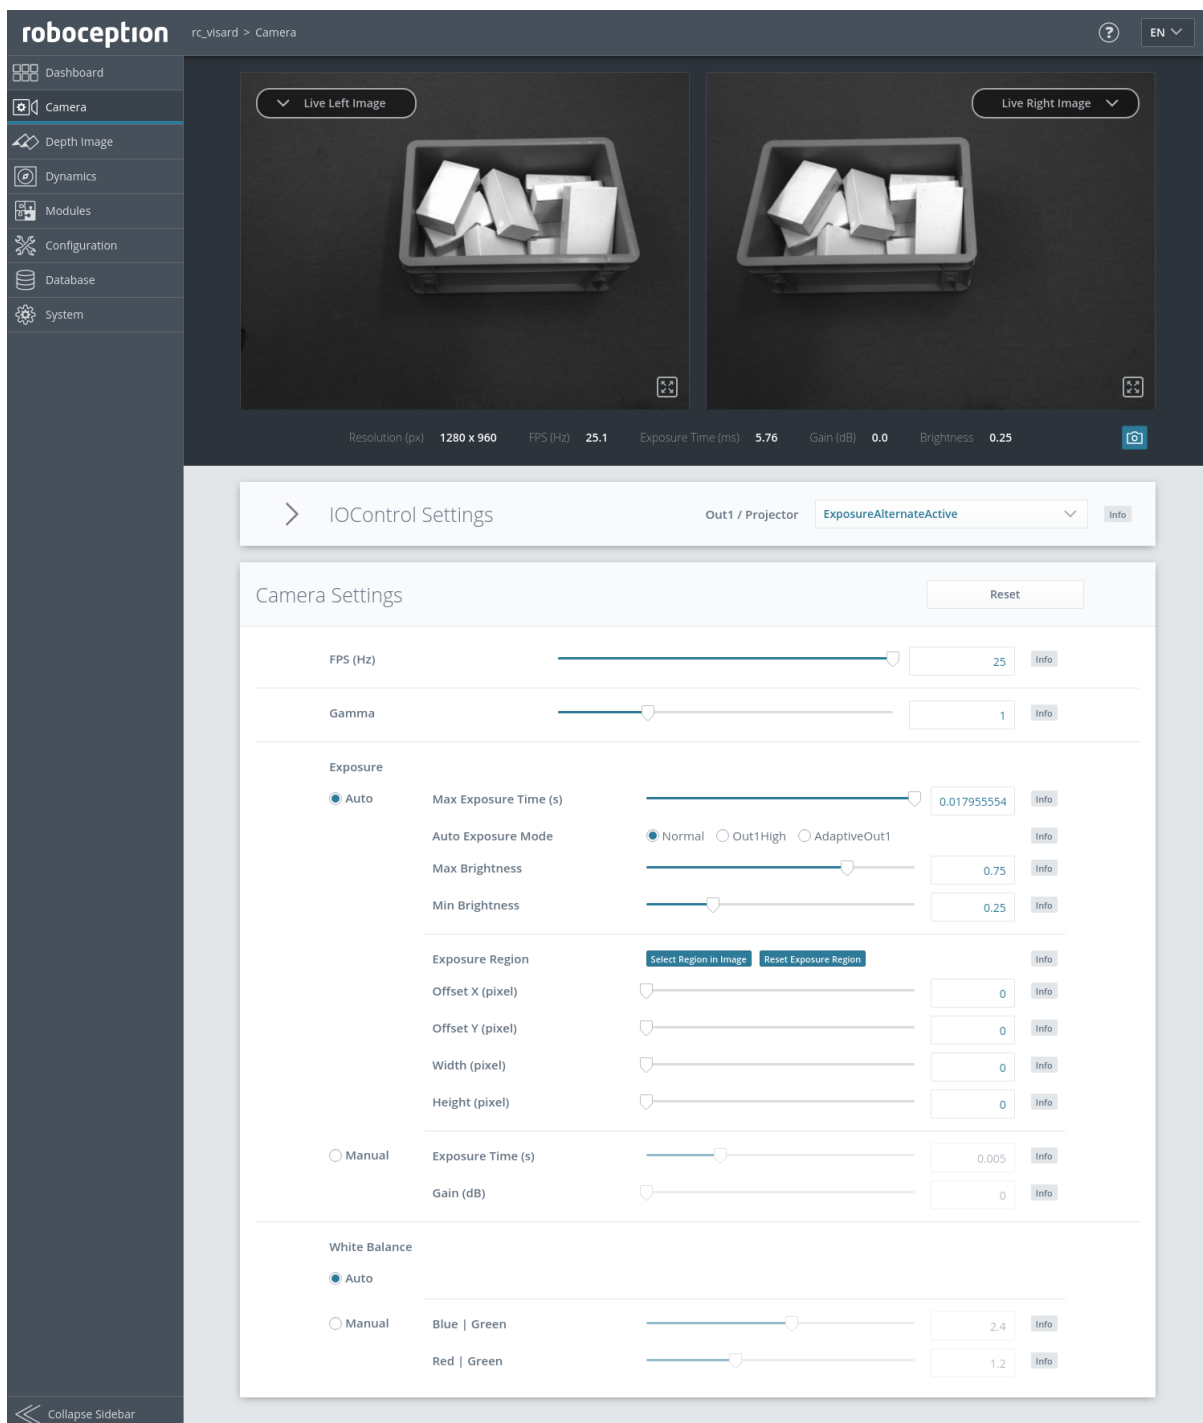 roboception
rc_visard > Camera
?
EN
Dashboard
Camera
Depth Image
Dynamics
Modules
Configuration
Database
System
Live Left Image
Live Right Image
Resolution (px) 1280 x 960 FPS (Hz) 25.1 Exposure Time (ms) 5.76 Gain (dB) 0.0 Brightness 0.25
IOControl Settings Out1 / Projector ExposureAlternateActive Info
Camera Settings Reset
FPS (Hz) 25 Info
Gamma 1 Info
Exposure
Auto Max Exposure Time (s) 0.017955554 Info
Auto Exposure Mode Normal Out1High AdaptiveOut1 Info
Max Brightness 0.75 Info
Min Brightness 0.25 Info
Exposure Region Select Region in Image Reset Exposure Region Info
Offset X (pixel) 0 Info
Offset Y (pixel) 0 Info
Width (pixel) 0 Info
Height (pixel) 0 Info
Manual Exposure Time (s) 0.005 Info
Gain (dB) 0 Info
White Balance
Auto
Manual Blue | Green 2.4 Info
Red | Green 1.2 Info
Collapse Sidebar